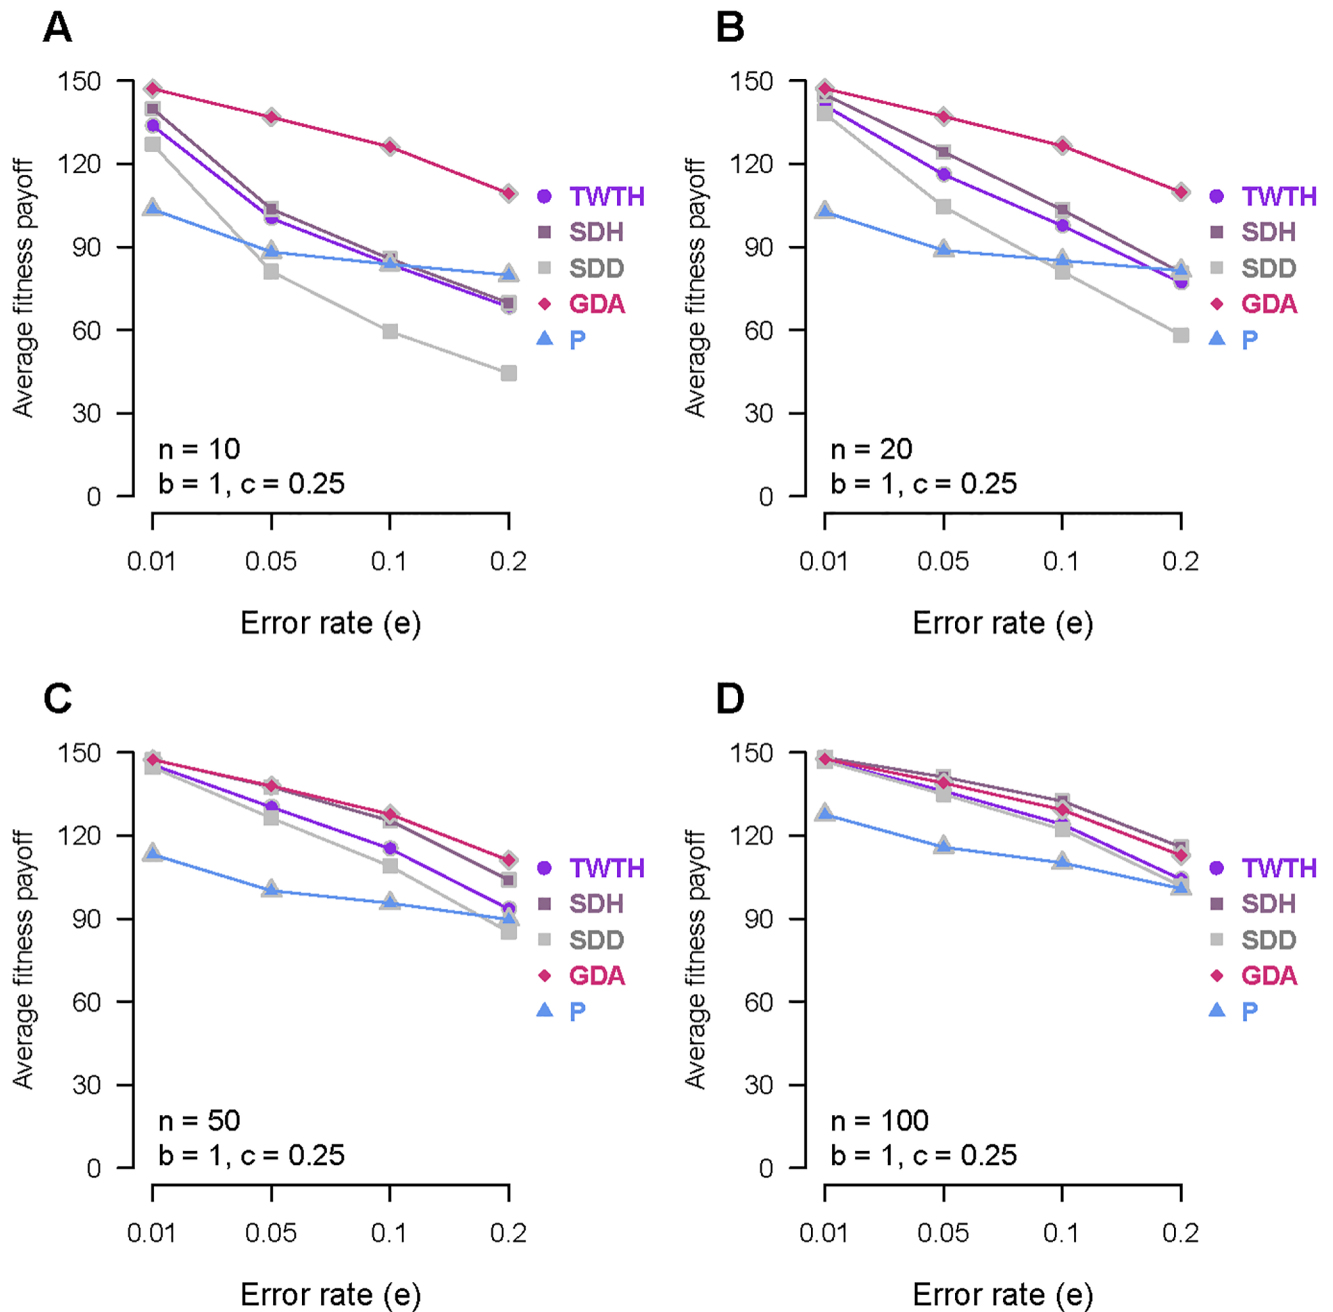 A
Average fitness payoff
150
120
90
60
30
0
n = 10
b = 1, c = 0.25
TWTH
SDH
SDD
GDA
P
0.01 0.05 0.1 0.2
Error rate (e)
B
Average fitness payoff
150
120
90
60
30
0
n = 20
b = 1, c = 0.25
TWTH
SDH
SDD
GDA
P
0.01 0.05 0.1 0.2
Error rate (e)
C
Average fitness payoff
150
120
90
60
30
0
n = 50
b = 1, c = 0.25
TWTH
SDH
SDD
GDA
P
0.01 0.05 0.1 0.2
Error rate (e)
D
Average fitness payoff
150
120
90
60
30
0
n = 100
b = 1, c = 0.25
TWTH
SDH
SDD
GDA
P
0.01 0.05 0.1 0.2
Error rate (e)